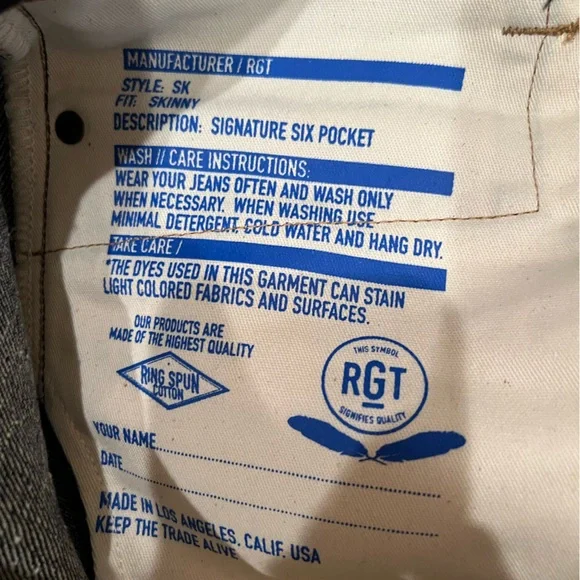 MANUFACTURER / RGT
STYLE: SK
FIT: SKINNY
DESCRIPTION: SIGNATURE SIX POCKET
WASH // CARE INSTRUCTIONS:
WEAR YOUR JEANS OFTEN AND WASH ONLY
WHEN NECESSARY. WHEN WASHING USE
MINIMAL DETERGENT, COLD WATER AND HANG DRY.
TAKE CARE /
*THE DYES USED IN THIS GARMENT CAN STAIN
LIGHT COLORED FABRICS AND SURFACES.
OUR PRODUCTS ARE
MADE OF THE HIGHEST QUALITY
RING SPUN
COTTON
THIS SYMBOL
RGT
SIGNIFIES QUALITY
YOUR NAME
DATE
MADE IN LOS ANGELES, CALIF. USA
KEEP THE TRADE ALIVE